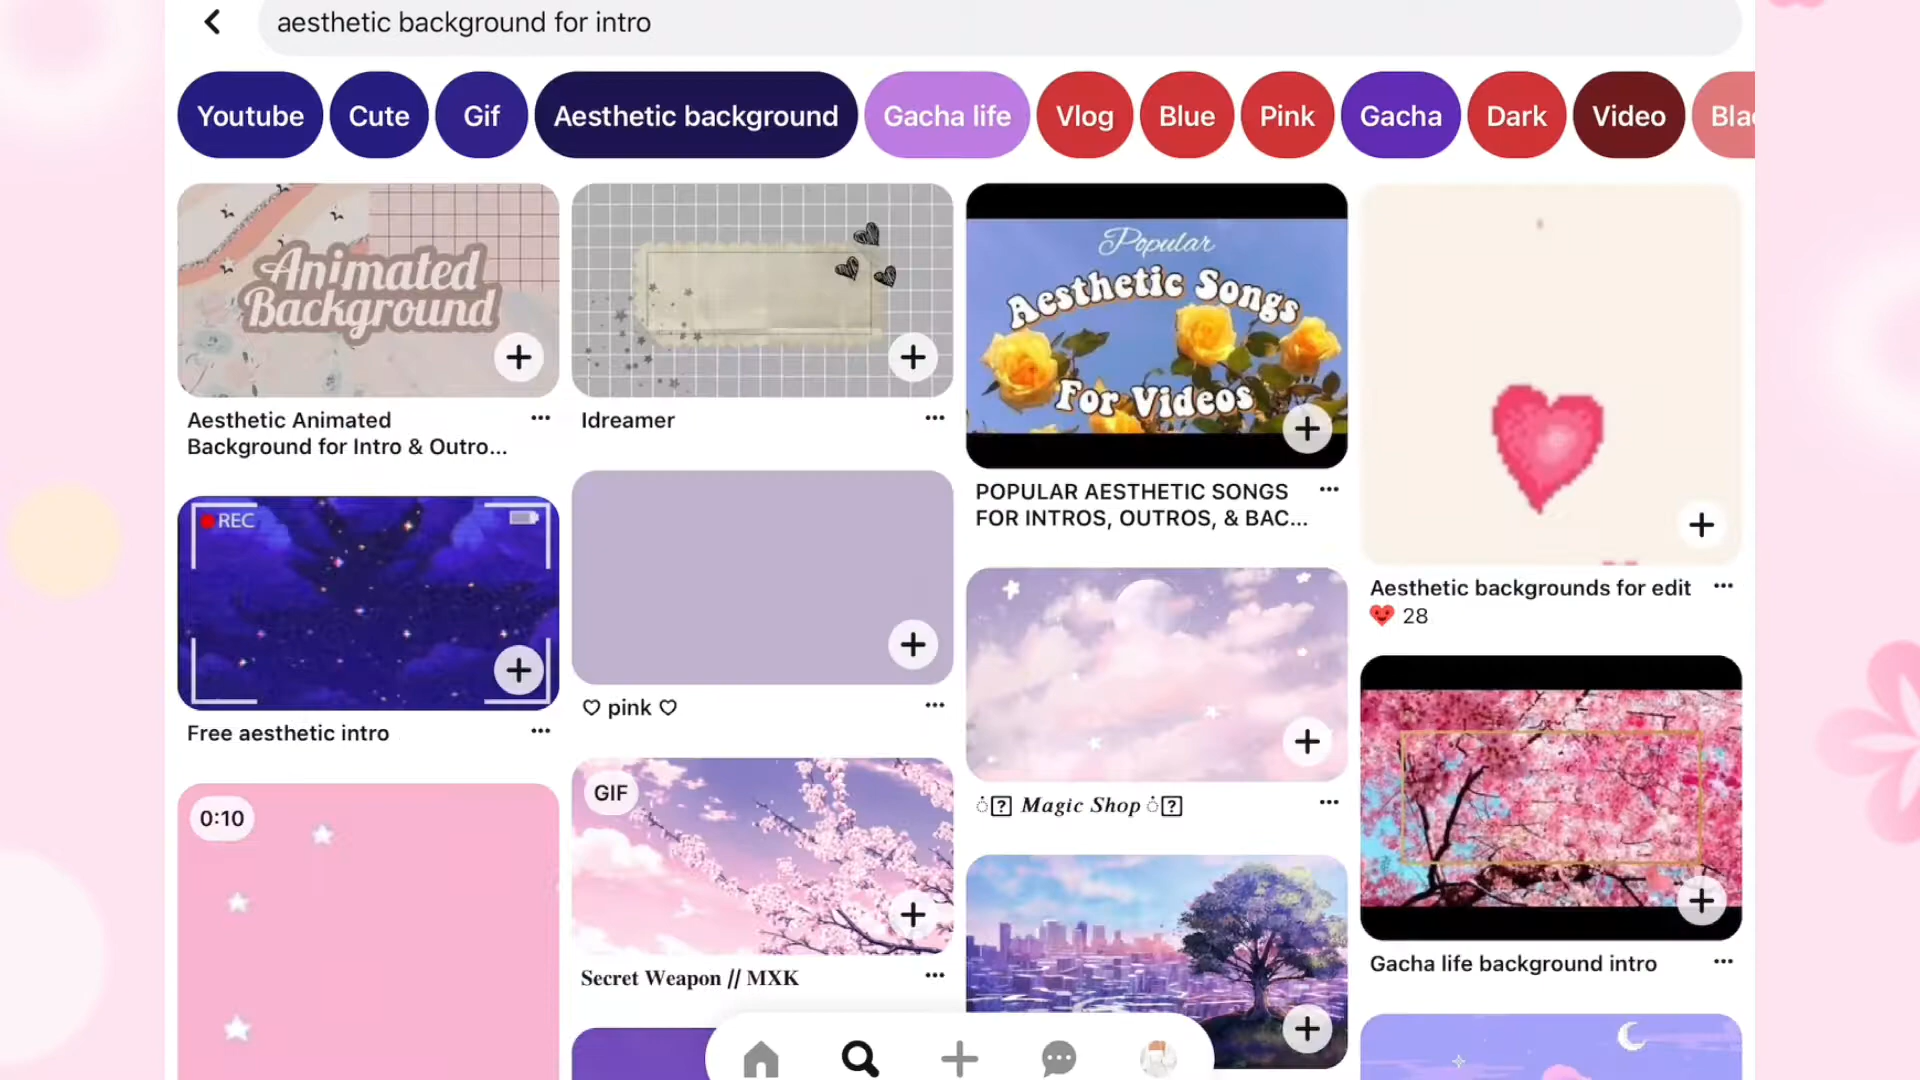 aesthetic background for intro
Youtube
Cute
Gif
Aesthetic background
Gacha life
Vlog
Blue
Pink
Gacha
Dark
Video
Animated
Background
Aesthetic Animated
Background for Intro & Outro...
Idreamer
Popular
Aesthetic Songs
For Videos
POPULAR AESTHETIC SONGS
FOR INTROS, OUTROS, & BAC...
Aesthetic backgrounds for edit
28
REC
Free aesthetic intro
♡ pink ♡
Magic Shop
Gacha life background intro
0:10
GIF
Secret Weapon // MXK